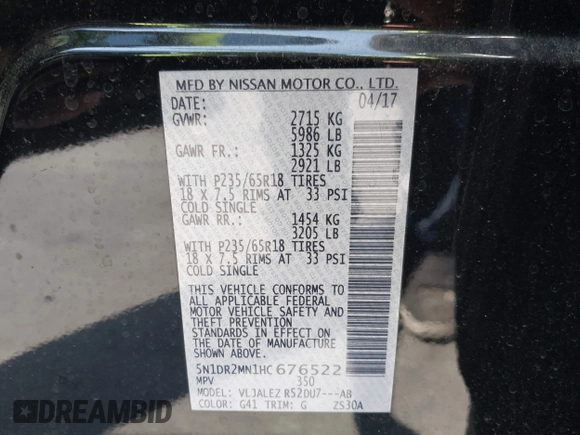 MFD BY NISSAN MOTOR CO., LTD.
DATE: 04/17
GVWR: 2715 KG
5986 LB
GAWR FR.: 1325 KG
2921 LB
WITH P235/65R18 TIRES
18 X 7.5 RIMS AT 33 PSI
COLD SINGLE
GAWR RR.: 1454 KG
3205 LB
WITH P235/65R18 TIRES
18 X 7.5 RIMS AT 33 PSI
COLD SINGLE
THIS VEHICLE CONFORMS TO
ALL APPLICABLE FEDERAL
MOTOR VEHICLE SAFETY AND
THEFT PREVENTION
STANDARDS IN EFFECT ON
THE DATE OF MANUFACTURE
SHOWN ABOVE.
5N1DR2MN1HC676522
MPV 350
MODEL: VLJALEZ R52DU7---AB
COLOR: G41 TRIM: G ZS30A
AUTOBIDMASTER